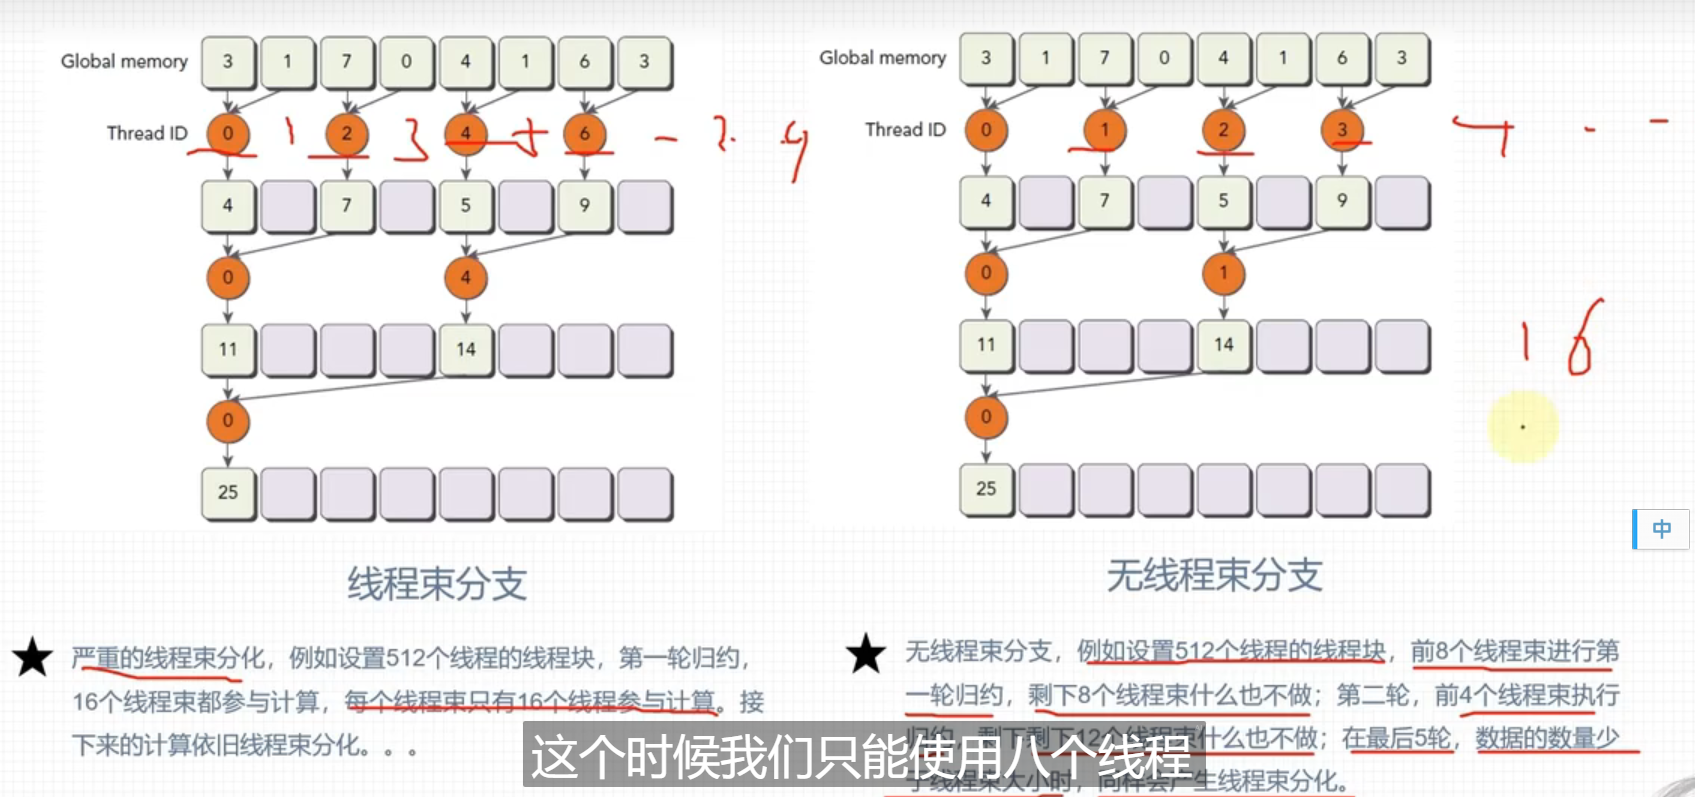 Global memory 3 1 7 0 4 1 6 3
Thread ID 0 1 2 3 4 5 6
4 7 5 9
0 4
11 14
0
25
线程束分支
★ 严重的线程束分化，例如设置512个线程的线程块，第一轮归约，
16个线程束都参与计算，每个线程束只有16个线程参与计算。接
下来的计算依旧线程束分化。。。
Global memory 3 1 7 0 4 1 6 3
Thread ID 0 1 2 3
4 7 5 9
0 1
11 14
16
0
25
中
无线程束分支
★ 无线程束分支，例如设置512个线程的线程块，前8个线程束进行第
一轮归约，剩下8个线程束什么也不做；第二轮，前4个线程束执行
归约，剩下剩下12个线程束什么也不做；在最后5轮，数据的数量少
于线程束大小时，同样会产生线程束分化。
这个时候我们只能使用八个线程